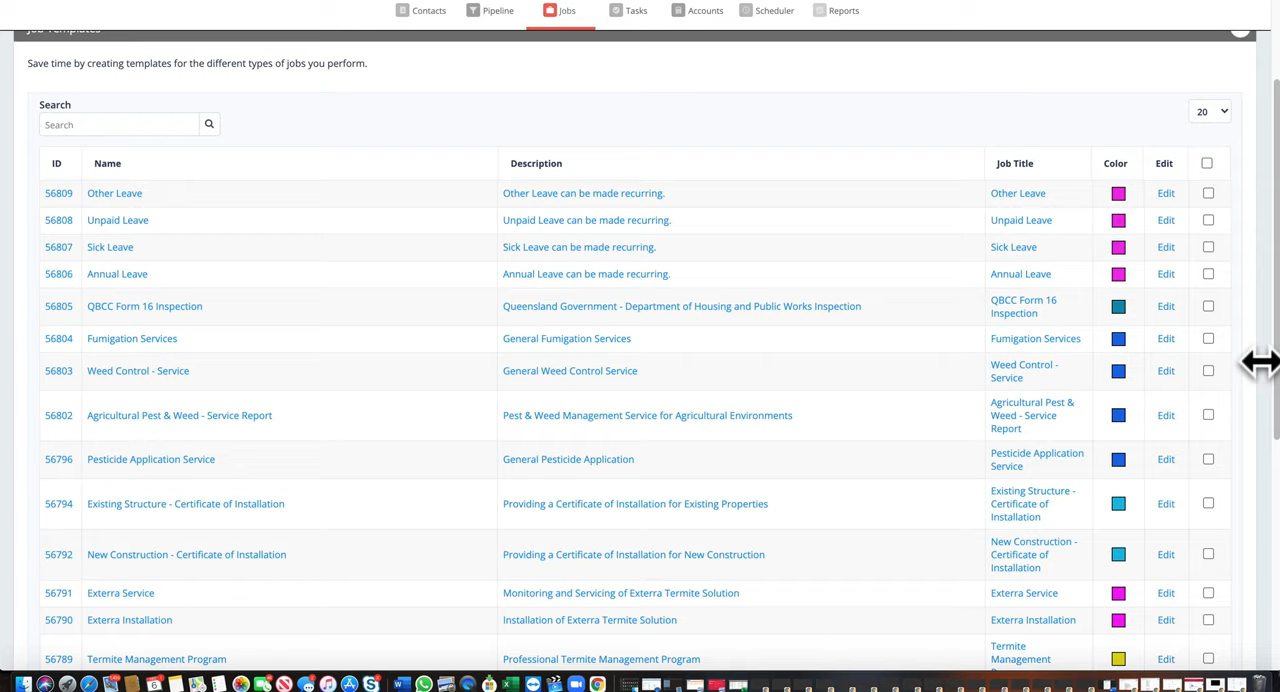 Contacts Pipeline Jobs Tasks Accounts Scheduler Reports
Job Templates
Save time by creating templates for the different types of jobs you perform.
Search
Search 20
ID Name Description Job Title Color Edit
56809 Other Leave Other Leave can be made recurring. Other Leave Edit
56808 Unpaid Leave Unpaid Leave can be made recurring. Unpaid Leave Edit
56807 Sick Leave Sick Leave can be made recurring. Sick Leave Edit
56806 Annual Leave Annual Leave can be made recurring. Annual Leave Edit
56805 QBCC Form 16 Inspection Queensland Government - Department of Housing and Public Works Inspection QBCC Form 16
Inspection Edit
56804 Fumigation Services General Fumigation Services Fumigation Services Edit
56803 Weed Control - Service General Weed Control Service Weed Control -
Service Edit
56802 Agricultural Pest & Weed - Service Report Pest & Weed Management Service for Agricultural Environments Agricultural Pest &
Weed - Service
Report Edit
56796 Pesticide Application Service General Pesticide Application Pesticide Application
Service Edit
56794 Existing Structure - Certificate of Installation Providing a Certificate of Installation for Existing Properties Existing Structure -
Certificate of
Installation Edit
56792 New Construction - Certificate of Installation Providing a Certificate of Installation for New Construction New Construction -
Certificate of
Installation Edit
56791 Exterra Service Monitoring and Servicing of Exterra Termite Solution Exterra Service Edit
56790 Exterra Installation Installation of Exterra Termite Solution Exterra Installation Edit
56789 Termite Management Program Professional Termite Management Program Termite
Management Edit